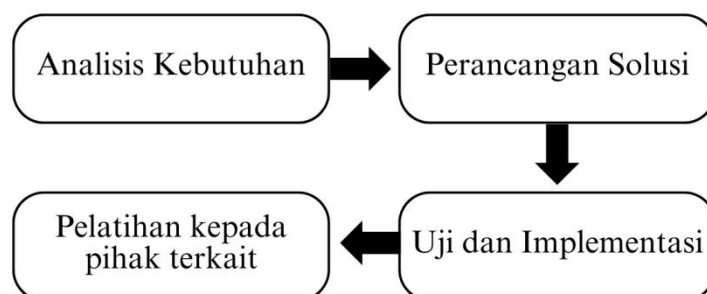 Analisis Kebutuhan
Perancangan Solusi
Uji dan Implementasi
Pelatihan kepada
pihak terkait